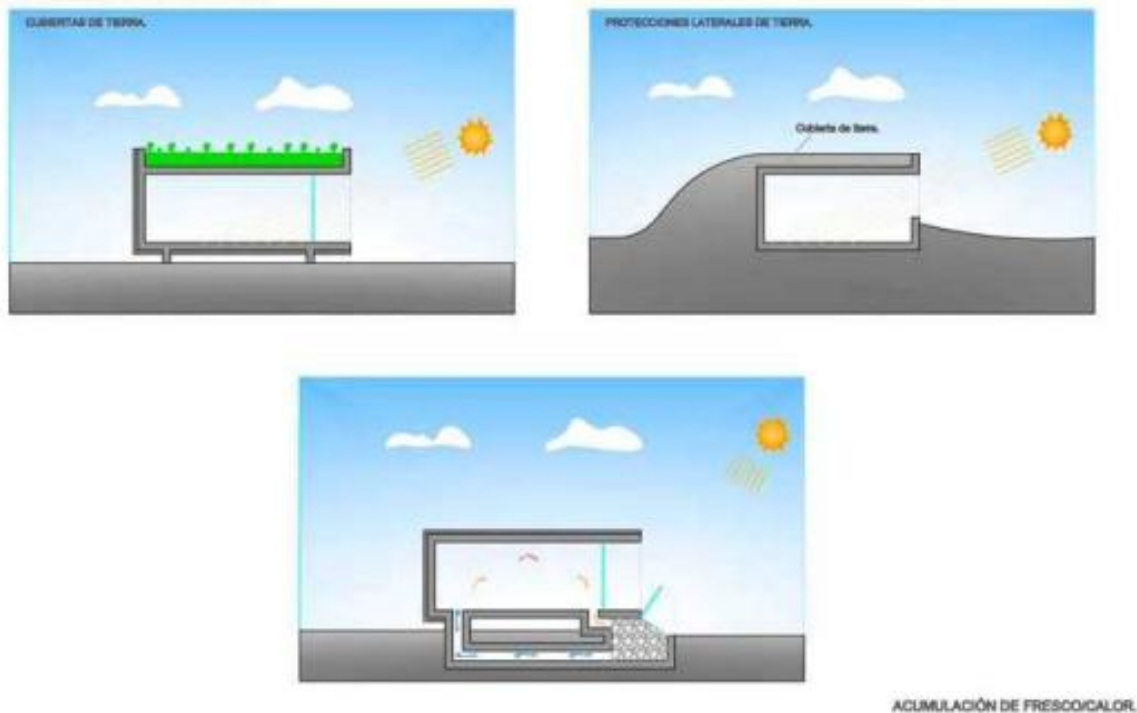 CUBIERTAS DE TIERRA.
PROTECCIONES LATERALES DE TIERRA.
Cubierta de tierra.
ACUMULACIÓN DE FRESCO/CALOR.